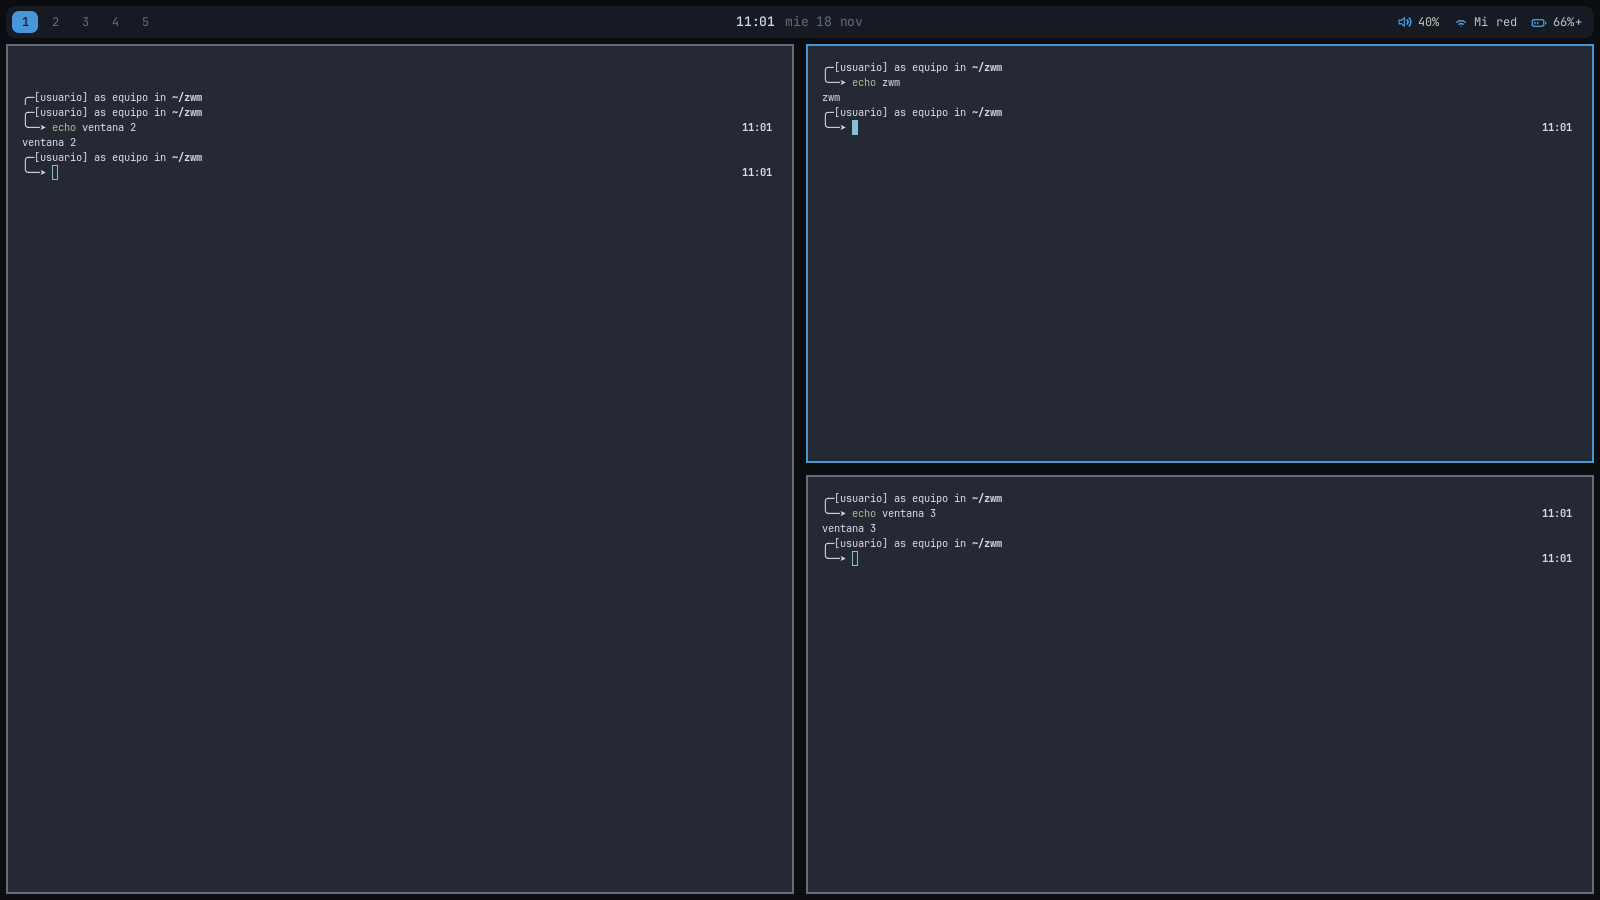 1 2 3 4 5
11:01 mie 18 nov
40% Mi red 66%+
╭─[usuario] as equipo in ~/zwm
╭─[usuario] as equipo in ~/zwm
╰──➤ echo ventana 2 11:01
ventana 2
╭─[usuario] as equipo in ~/zwm
╰──➤ 11:01
╭─[usuario] as equipo in ~/zwm
╰──➤ echo zwm
zwm
╭─[usuario] as equipo in ~/zwm
╰──➤ 11:01
╭─[usuario] as equipo in ~/zwm
╰──➤ echo ventana 3 11:01
ventana 3
╭─[usuario] as equipo in ~/zwm
╰──➤ 11:01